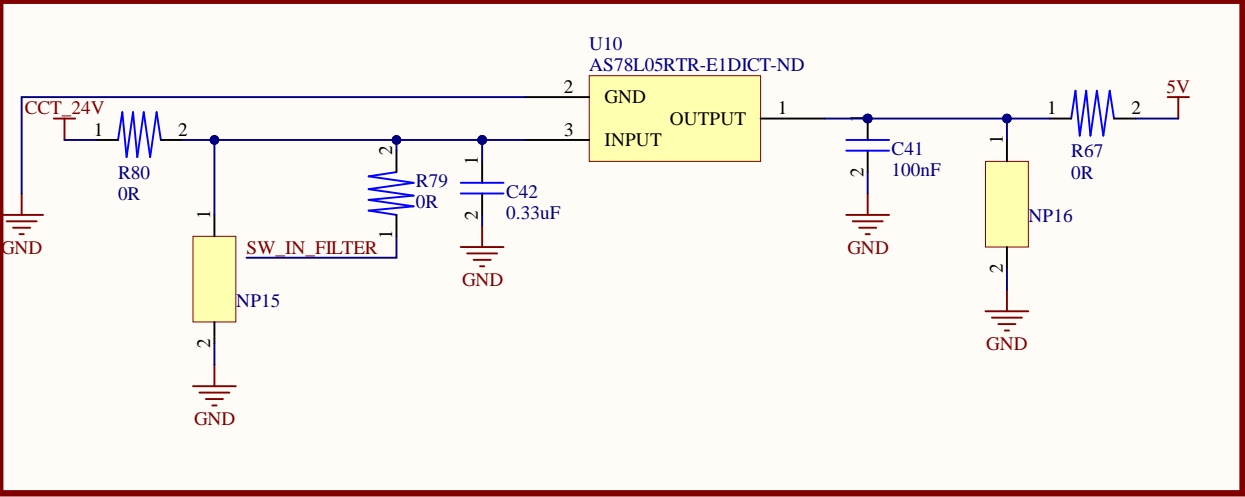 U10
AS78L05RTR-E1DICT-ND
2
GND
CCT_24V
1
2
R80
0R
3
INPUT
OUTPUT
1
1
2
5V
R67
0R
C41
100nF
2
GND
1
NP16
2
GND
2
R79
0R
1
1
C42
0.33uF
2
GND
GND
1
SW_IN_FILTER
NP15
2
GND